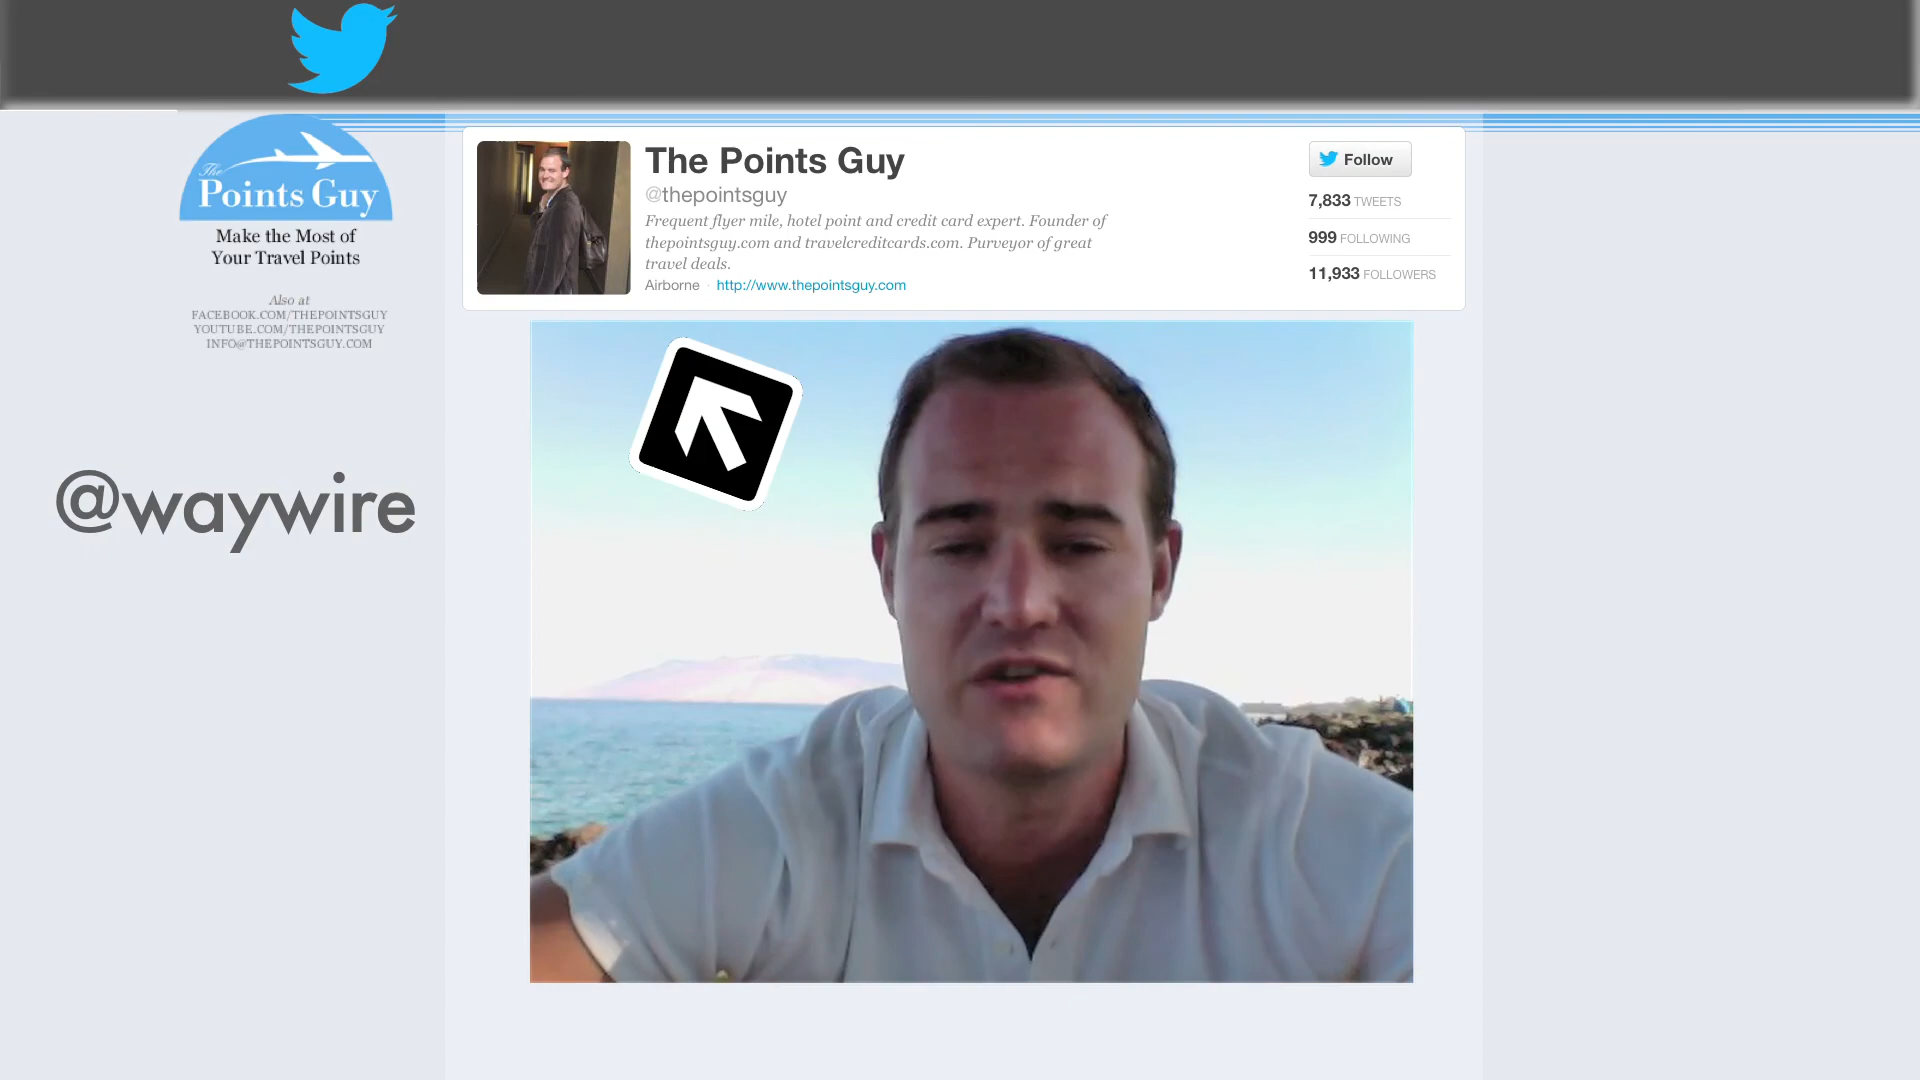 The
Points Guy
Make the Most of
Your Travel Points
Also at
FACEBOOK.COM/THEPOINTSGUY
YOUTUBE.COM/THEPOINTSGUY
INFO@THEPOINTSGUY.COM
@waywire
The Points Guy
@thepointsguy
Frequent flyer mile, hotel point and credit card expert. Founder of
thepointsguy.com and travelcreditcards.com. Purveyor of great
travel deals.
Airborne · http://www.thepointsguy.com
Follow
7,833 TWEETS
999 FOLLOWING
11,933 FOLLOWERS